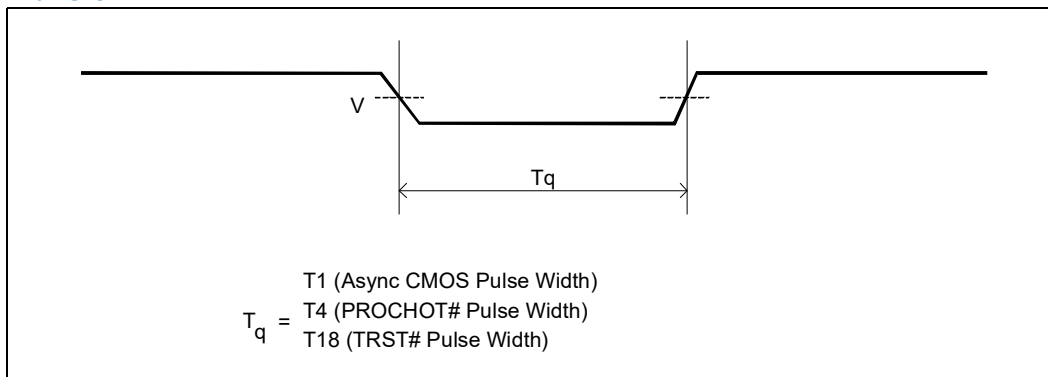 V
Tq
T1 (Async CMOS Pulse Width)
T4 (PROCHOT# Pulse Width)
Tq =
T18 (TRST# Pulse Width)